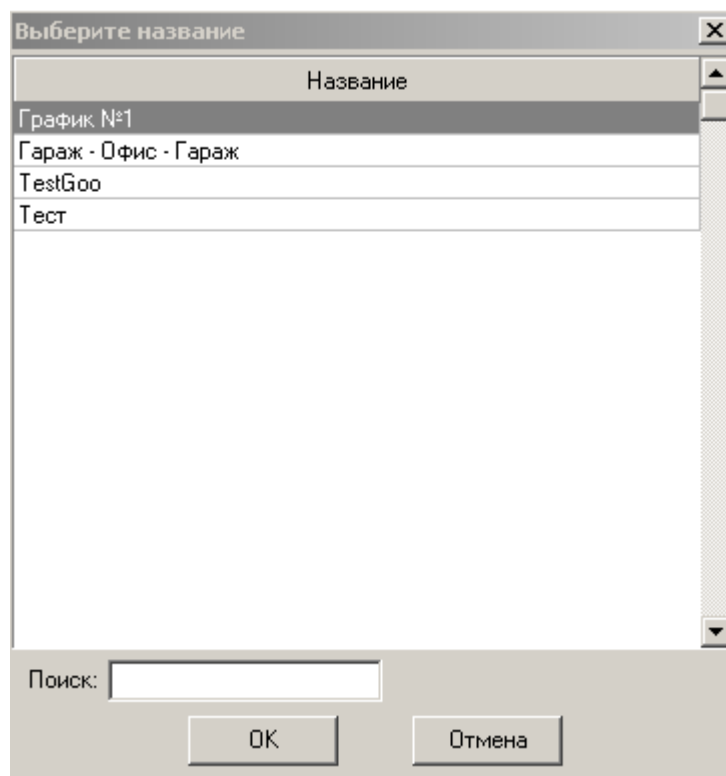 Выберите название
Название
График №1
Гараж - Офис - Гараж
TestGoo
Тест
Поиск:
OK Отмена